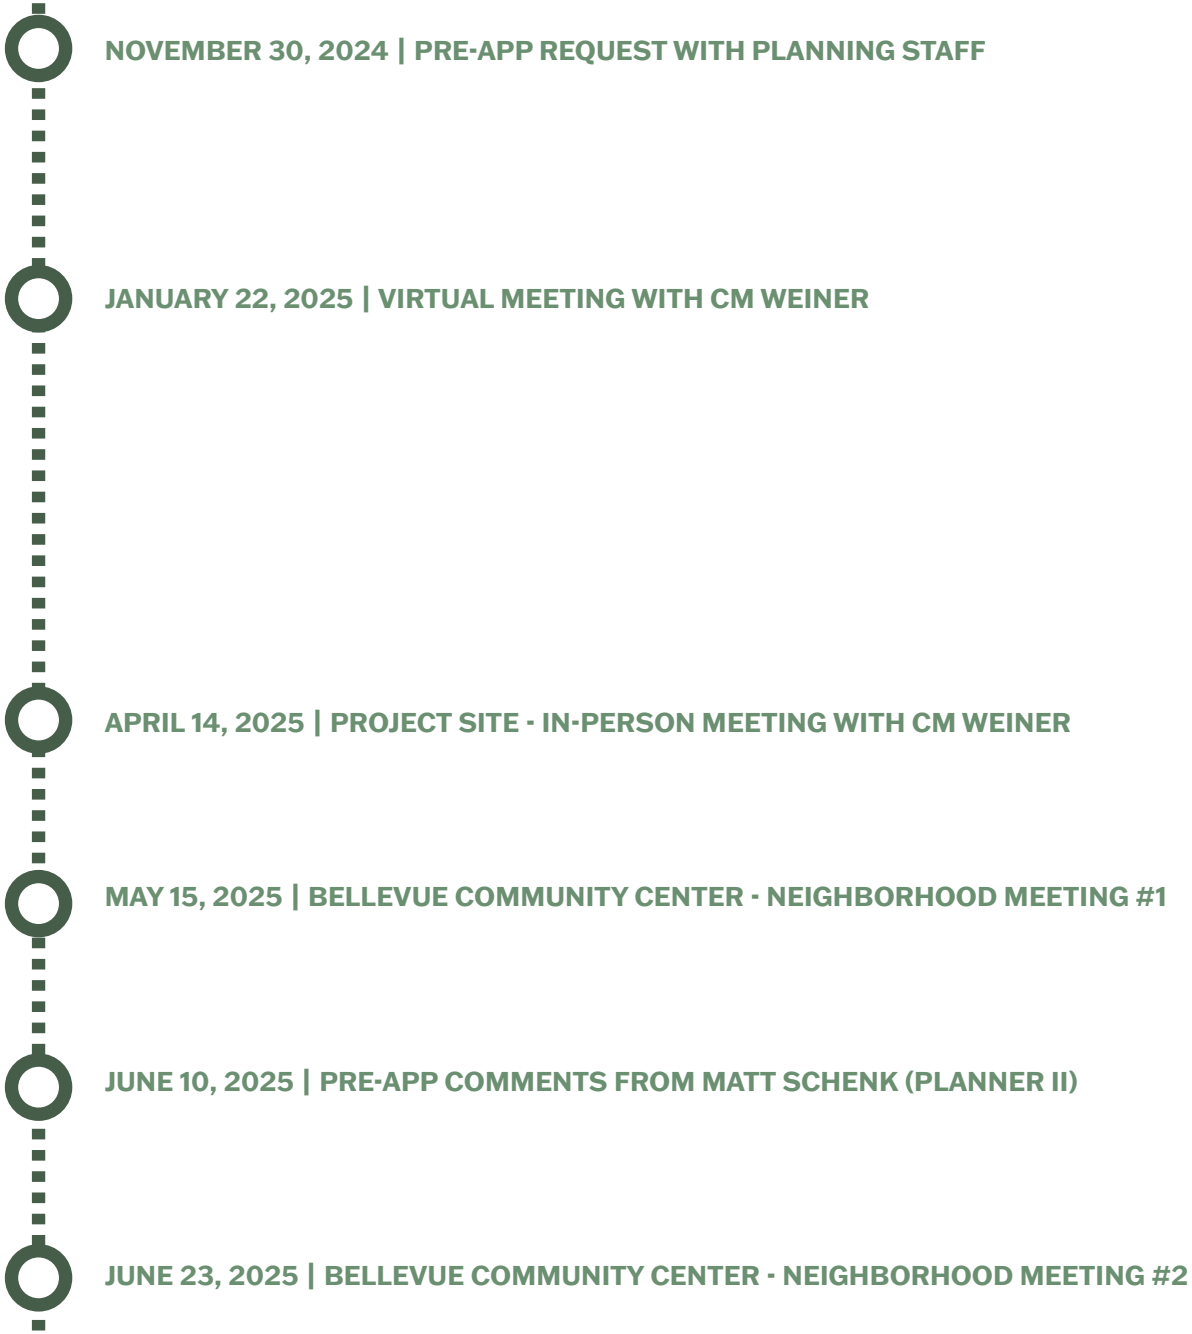 NOVEMBER 30, 2024 | PRE-APP REQUEST WITH PLANNING STAFF
JANUARY 22, 2025 | VIRTUAL MEETING WITH CM WEINER
APRIL 14, 2025 | PROJECT SITE - IN-PERSON MEETING WITH CM WEINER
MAY 15, 2025 | BELLEVUE COMMUNITY CENTER - NEIGHBORHOOD MEETING #1
JUNE 10, 2025 | PRE-APP COMMENTS FROM MATT SCHENK (PLANNER II)
JUNE 23, 2025 | BELLEVUE COMMUNITY CENTER - NEIGHBORHOOD MEETING #2